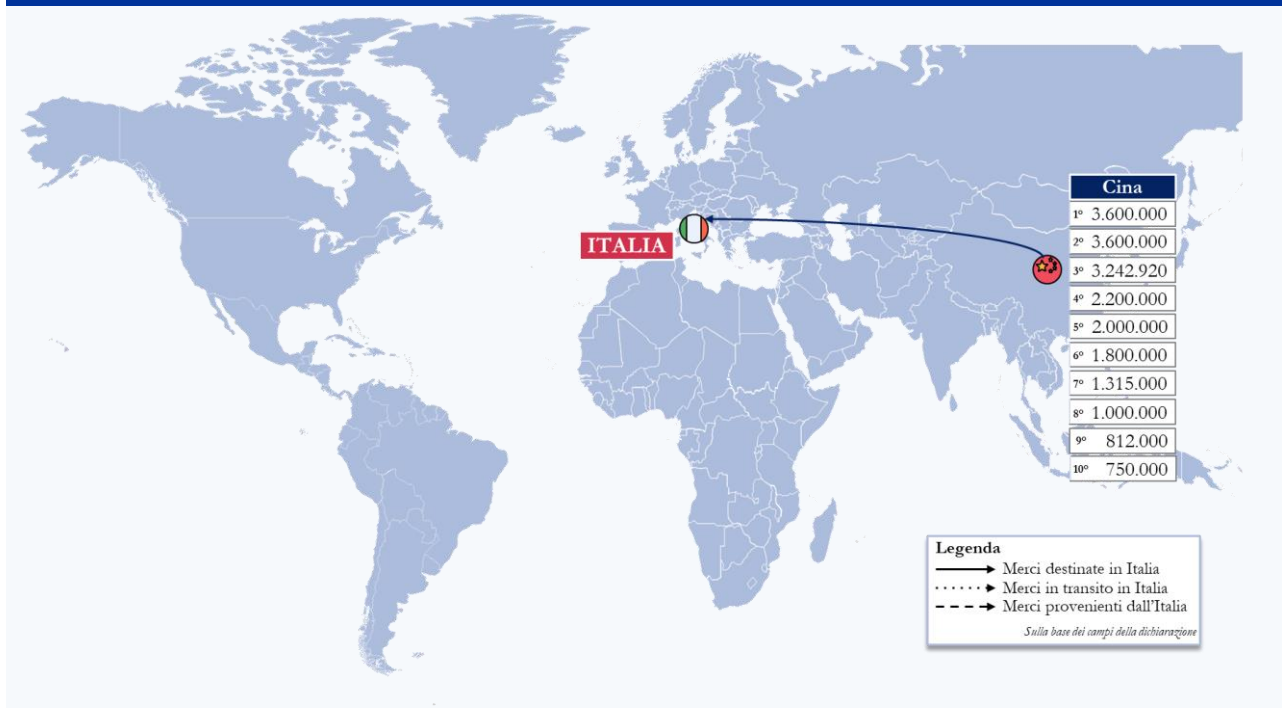 Cina
1° 3.600.000
2° 3.600.000
3° 3.242.920
4° 2.200.000
5° 2.000.000
6° 1.800.000
7° 1.315.000
8° 1.000.000
9° 812.000
10° 750.000
ITALIA
Legenda
Merci destinate in Italia
Merci in transito in Italia
Merci provenienti dall'Italia
Sulla base dei campi della dichiarazione